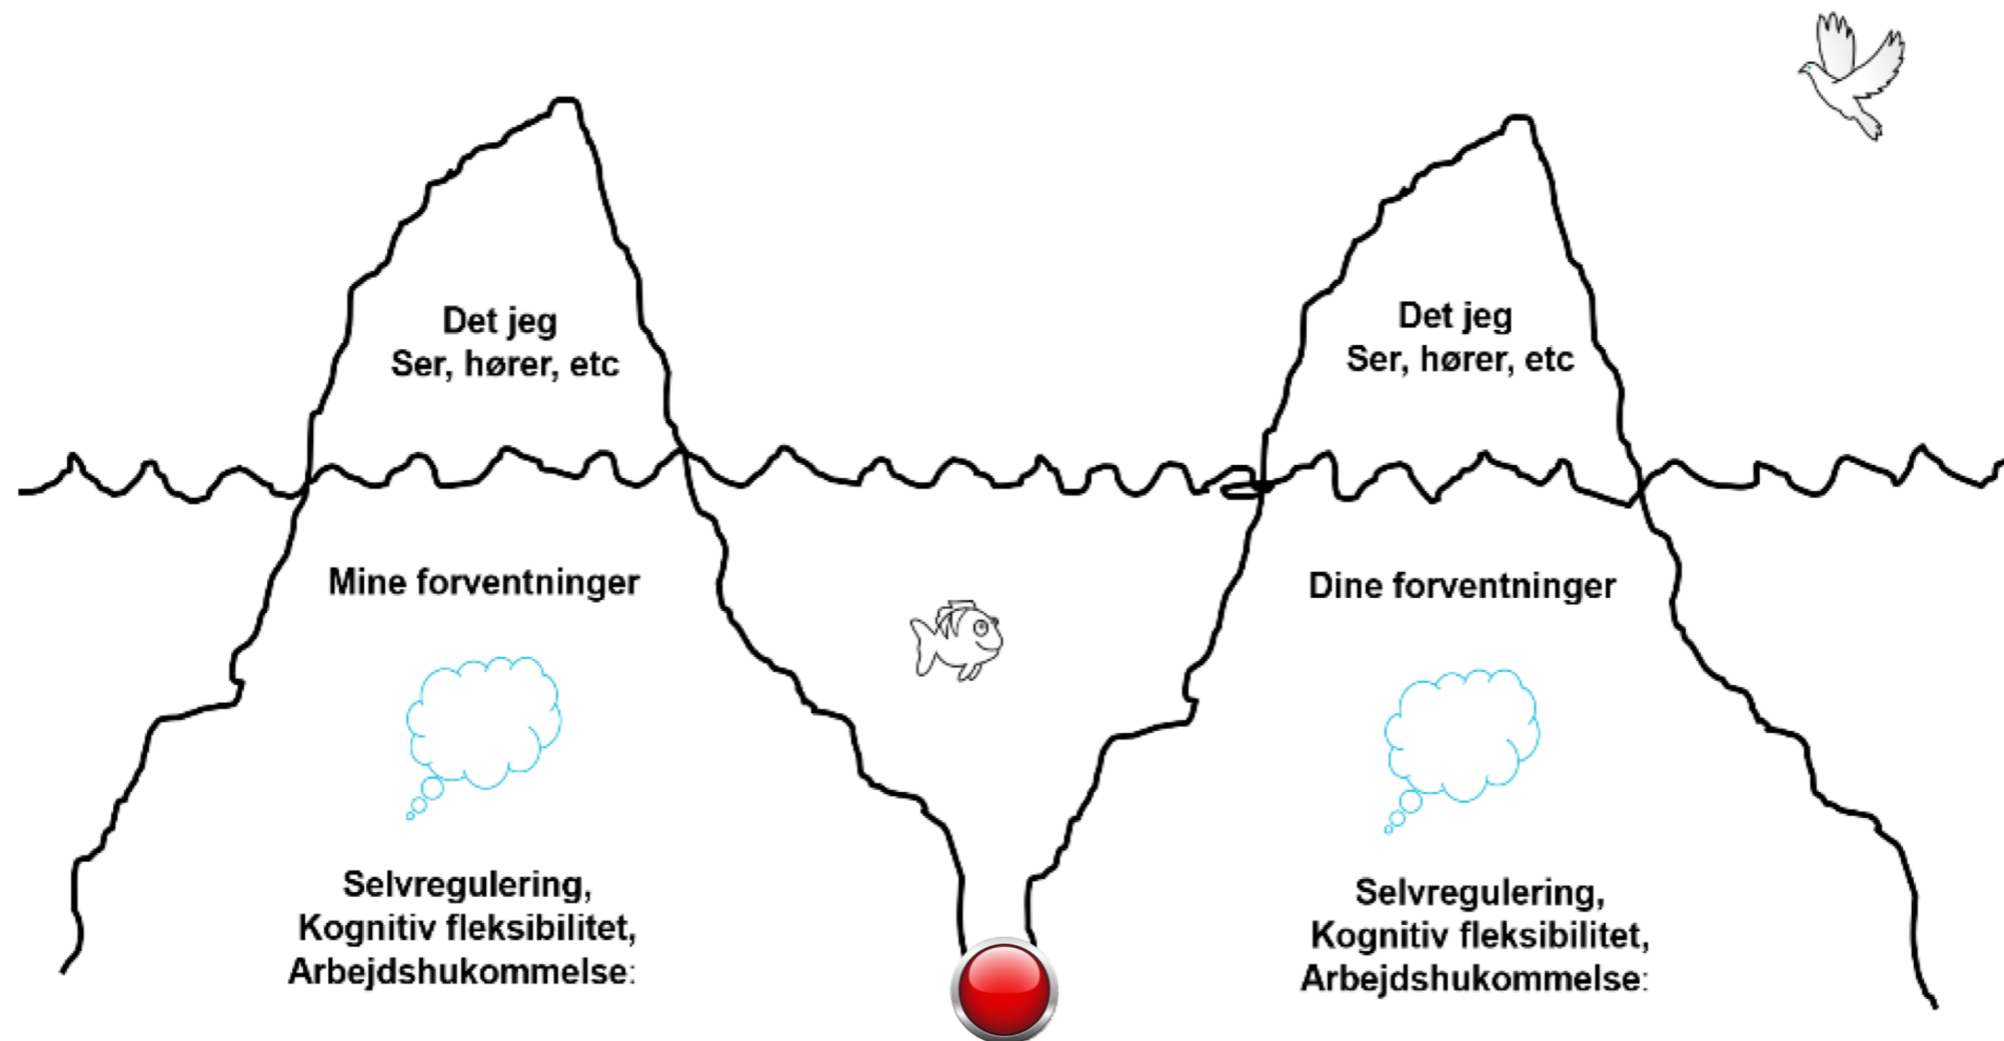 Det jeg
Ser, hører, etc
Det jeg
Ser, hører, etc
Mine forventninger
Dine forventninger
Selvregulering,
Kognitiv fleksibilitet,
Arbejdshukommelse:
Selvregulering,
Kognitiv fleksibilitet,
Arbejdshukommelse: